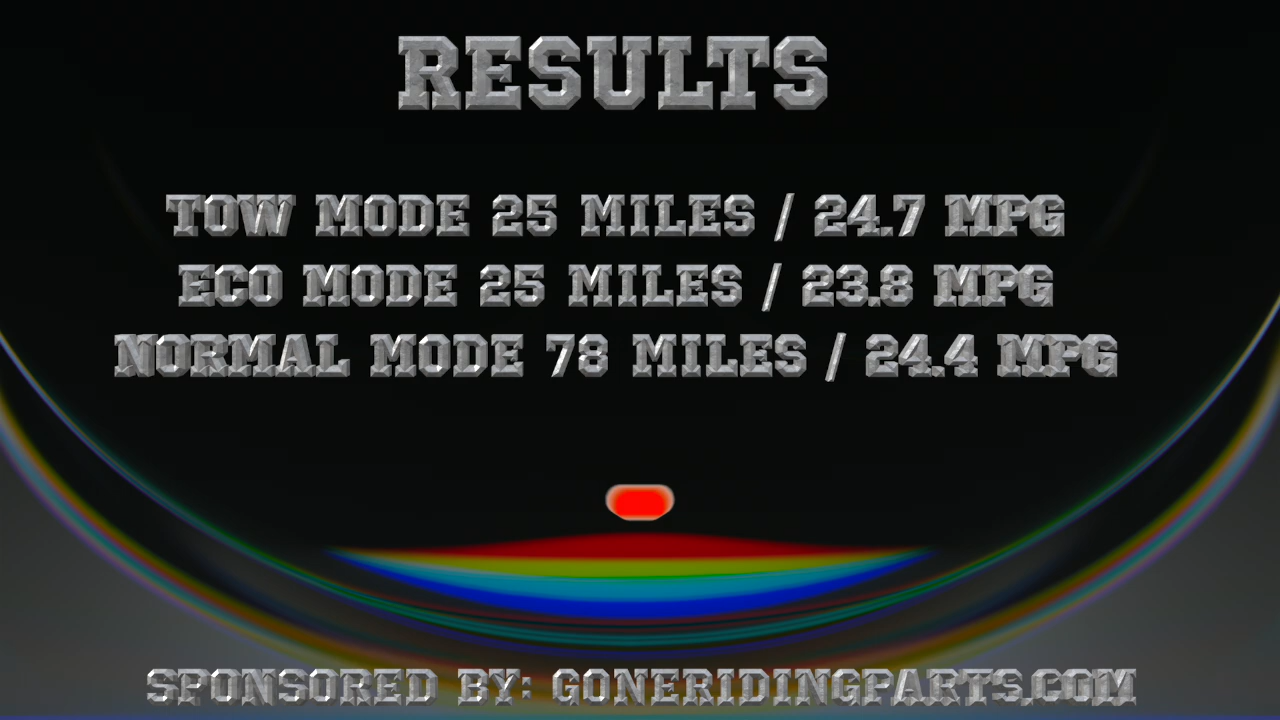 RESULTS
TOW MODE 25 MILES / 24.7 MPG
ECO MODE 25 MILES / 23.8 MPG
NORMAL MODE 78 MILES / 24.4 MPG
SPONSORED BY: GONERIDINGPARTS.COM